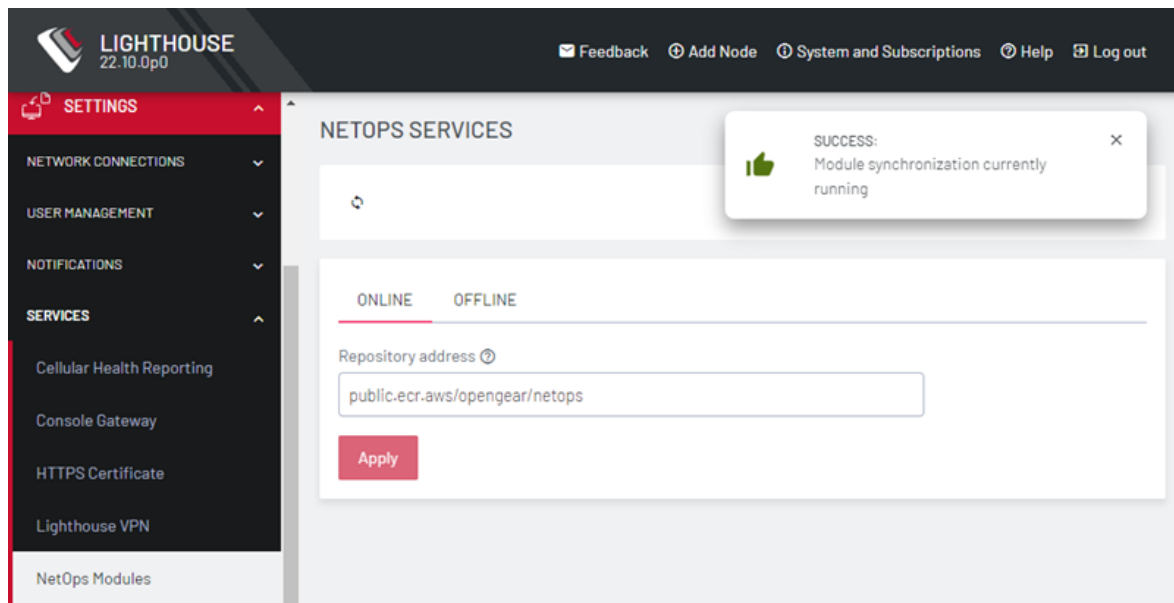 LIGHTHOUSE
22.10.0p0
Feedback
Add Node
System and Subscriptions
Help
Log out
SETTINGS
NETWORK CONNECTIONS
USER MANAGEMENT
NOTIFICATIONS
SERVICES
Cellular Health Reporting
Console Gateway
HTTPS Certificate
Lighthouse VPN
NetOps Modules
NETOPS SERVICES
SUCCESS:
Module synchronization currently
running
ONLINE
OFFLINE
Repository address
public.ecr.aws/opengear/netops
Apply